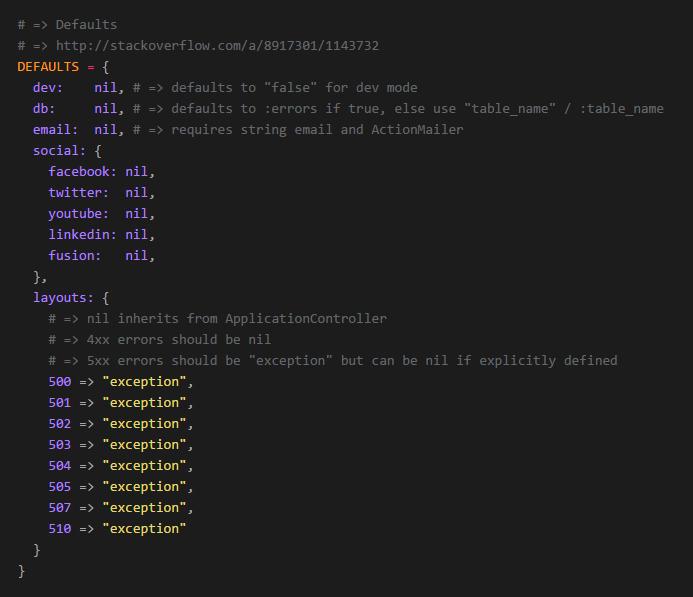 # => Defaults
# => http://stackoverflow.com/a/8917301/1143732
DEFAULTS = {
  dev:    nil, # => defaults to "false" for dev mode
  db:     nil, # => defaults to :errors if true, else use "table_name" / :table_name
  email:  nil, # => requires string email and ActionMailer
  social: {
    facebook: nil,
    twitter:  nil,
    youtube:  nil,
    linkedin: nil,
    fusion:   nil,
  },
  layouts: {
    # => nil inherits from ApplicationController
    # => 4xx errors should be nil
    # => 5xx errors should be "exception" but can be nil if explicitly defined
    500 => "exception",
    501 => "exception",
    502 => "exception",
    503 => "exception",
    504 => "exception",
    505 => "exception",
    507 => "exception",
    510 => "exception"
  }
}